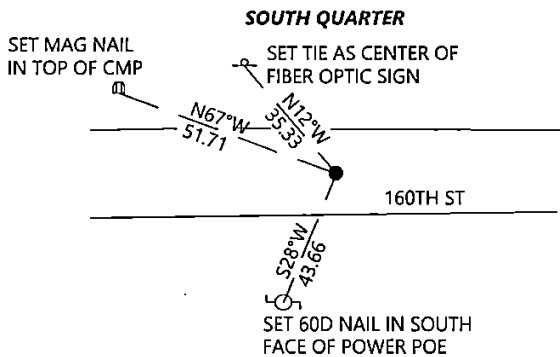 SOUTH QUARTER
SET MAG NAIL
IN TOP OF CMP
SET TIE AS CENTER OF
FIBER OPTIC SIGN
N67°W
51.71
N12°W
35.33
160TH ST
S28°W
43.66
SET 60D NAIL IN SOUTH
FACE OF POWER POE